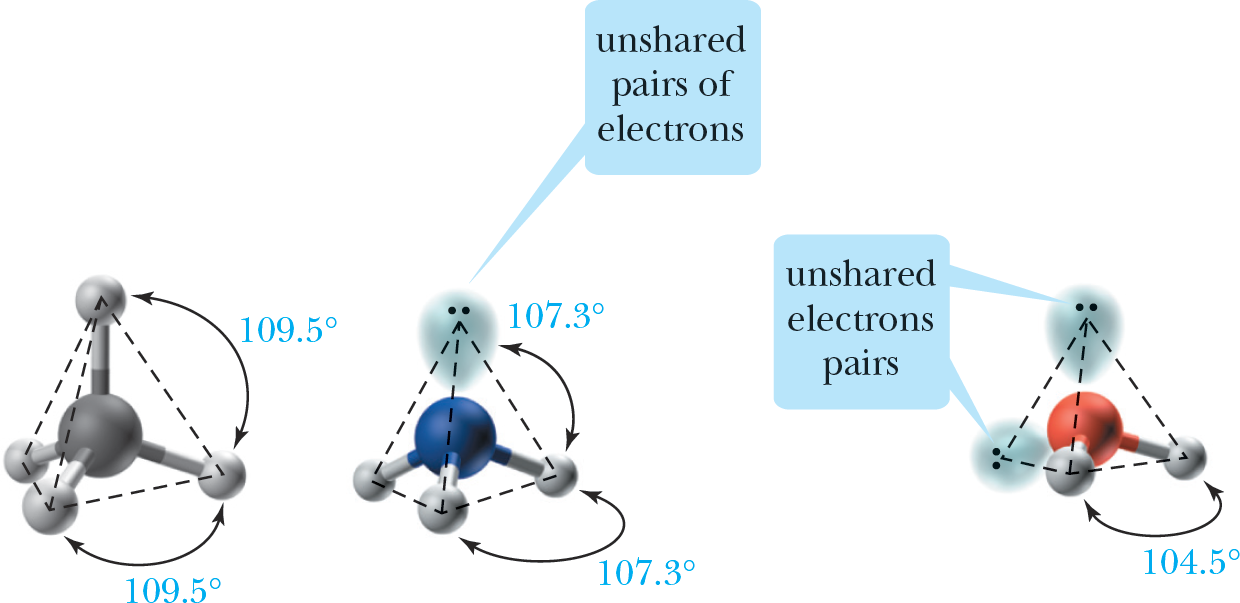 unshared
pairs of
electrons
unshared
electrons
pairs
109.5°
107.3°
109.5°
107.3°
104.5°